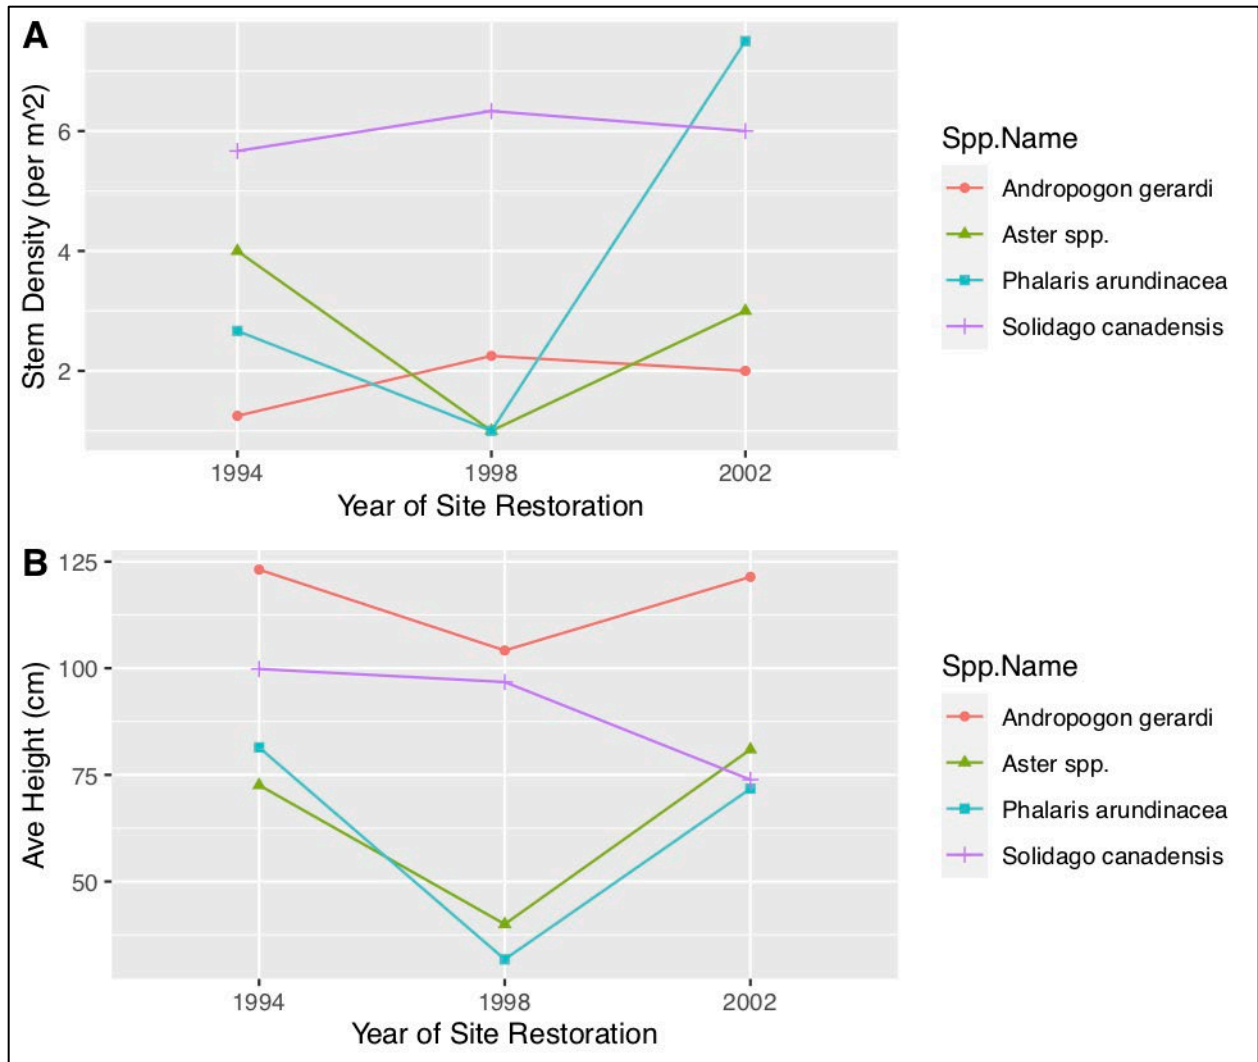 A
Stem Density (per m^2)
6
4
2
1994 1998 2002
Year of Site Restoration
Spp.Name
Andropogon gerardi
Aster spp.
Phalaris arundinacea
Solidago canadensis
B
Ave Height (cm)
125
100
75
50
1994 1998 2002
Year of Site Restoration
Spp.Name
Andropogon gerardi
Aster spp.
Phalaris arundinacea
Solidago canadensis